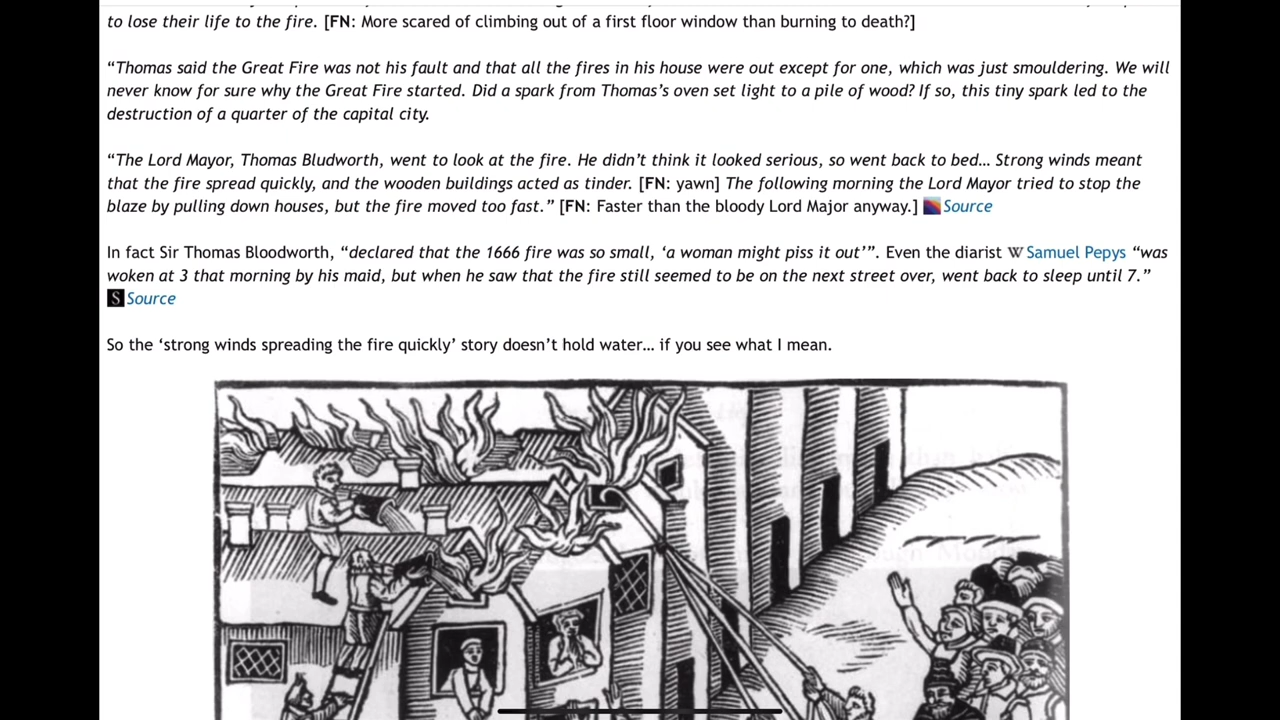 to lose their life to the fire. [FN: More scared of climbing out of a first floor window than burning to death?]
“Thomas said the Great Fire was not his fault and that all the fires in his house were out except for one, which was just smouldering. We will
never know for sure why the Great Fire started. Did a spark from Thomas’s oven set light to a pile of wood? If so, this tiny spark led to the
destruction of a quarter of the capital city.
“The Lord Mayor, Thomas Bludworth, went to look at the fire. He didn’t think it looked serious, so went back to bed… Strong winds meant
that the fire spread quickly, and the wooden buildings acted as tinder. [FN: yawn] The following morning the Lord Mayor tried to stop the
blaze by pulling down houses, but the fire moved too fast.” [FN: Faster than the bloody Lord Major anyway.] Source
In fact Sir Thomas Bloodworth, “declared that the 1666 fire was so small, ‘a woman might piss it out’”. Even the diarist W Samuel Pepys “was
woken at 3 that morning by his maid, but when he saw that the fire still seemed to be on the next street over, went back to sleep until 7.”
S Source
So the ‘strong winds spreading the fire quickly’ story doesn’t hold water… if you see what I mean.